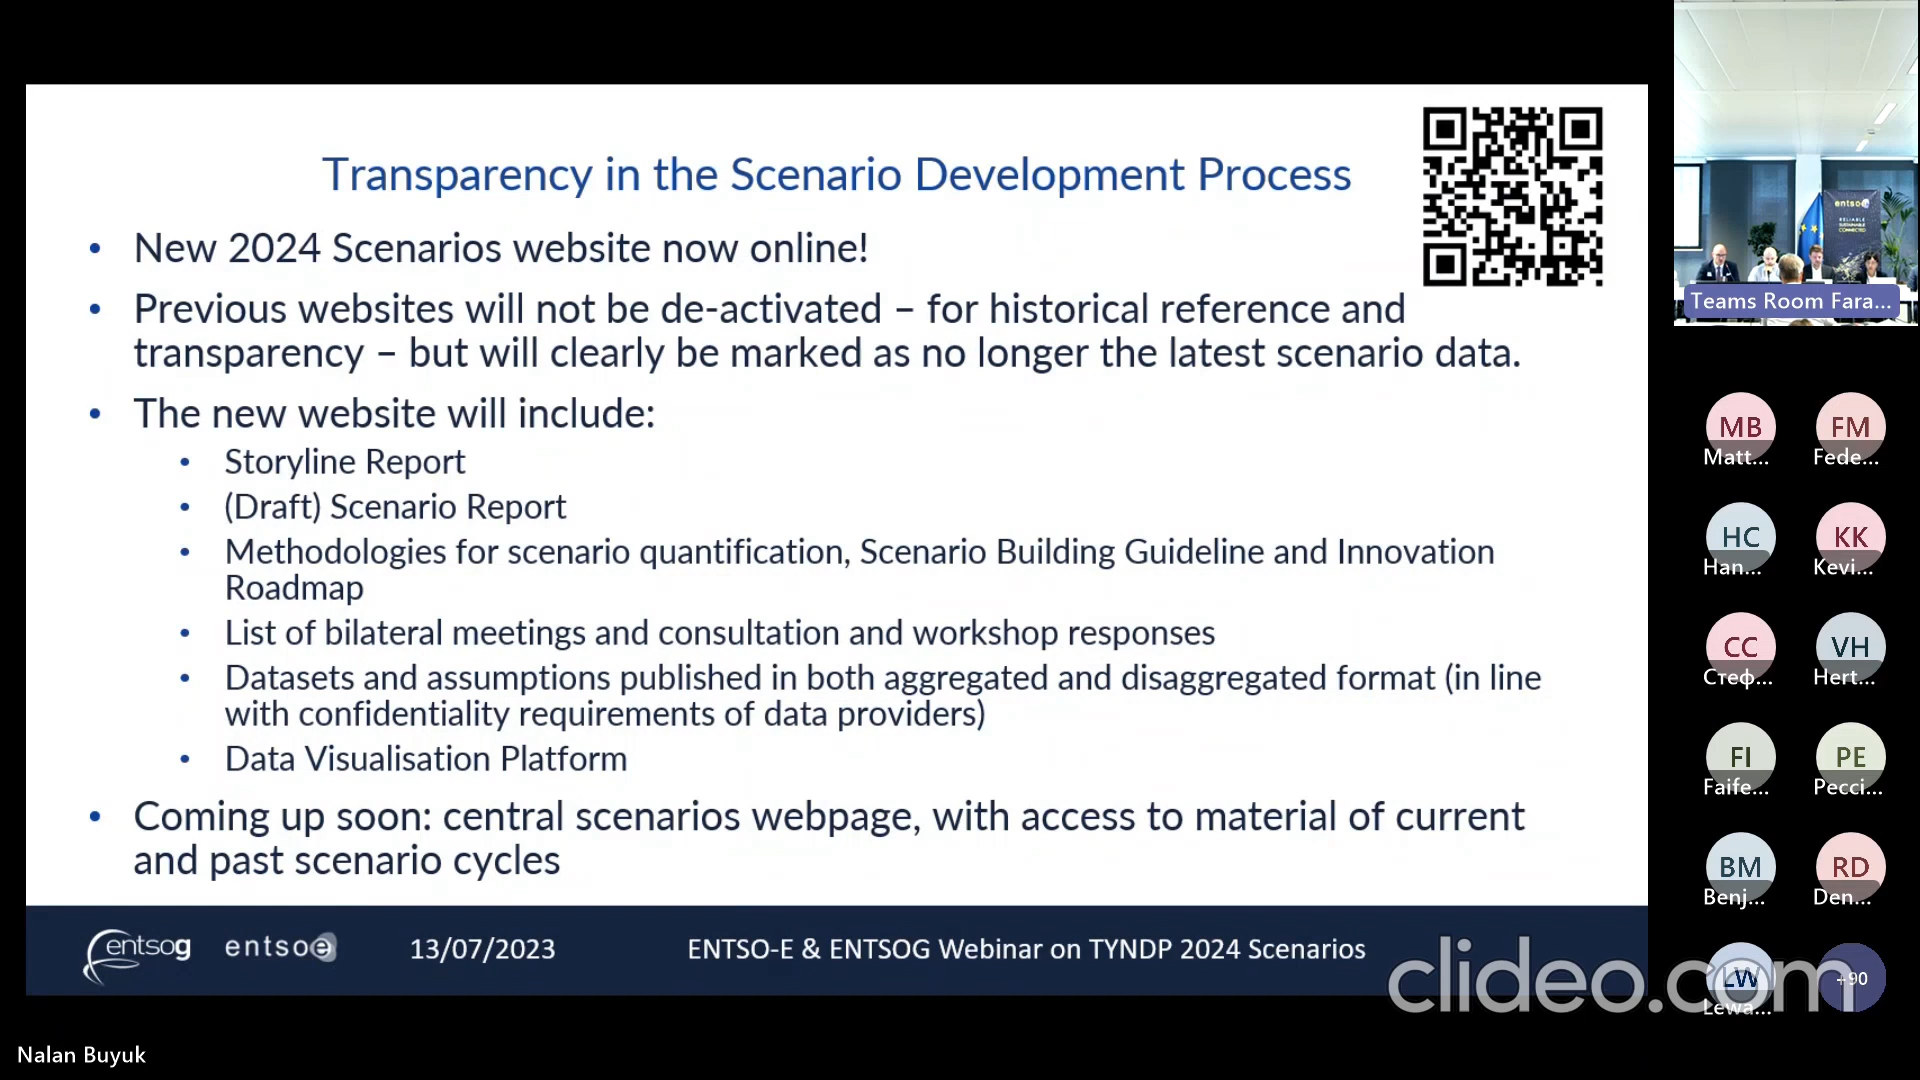 Transparency in the Scenario Development Process
• New 2024 Scenarios website now online!
• Previous websites will not be de-activated – for historical reference and
transparency – but will clearly be marked as no longer the latest scenario data.
• The new website will include:
• Storyline Report
• (Draft) Scenario Report
• Methodologies for scenario quantification, Scenario Building Guideline and Innovation
Roadmap
• List of bilateral meetings and consultation and workshop responses
• Datasets and assumptions published in both aggregated and disaggregated format (in line
with confidentiality requirements of data providers)
• Data Visualisation Platform
• Coming up soon: central scenarios webpage, with access to material of current
and past scenario cycles
entsog entsoe 13/07/2023 ENTSO-E & ENTSOG Webinar on TYNDP 2024 Scenarios
clideo.com
Nalan Buyuk
entsoe
RELIABLE
SUSTAINABLE
CONNECTED
Teams Room Fara...
MB FM
Matt... Fede...
HC KK
Han... Kevi...
CC VH
Стеф... Hert...
FI PE
Faife... Pecci...
BM RD
Benj... Den...
LW +90
Lewa...